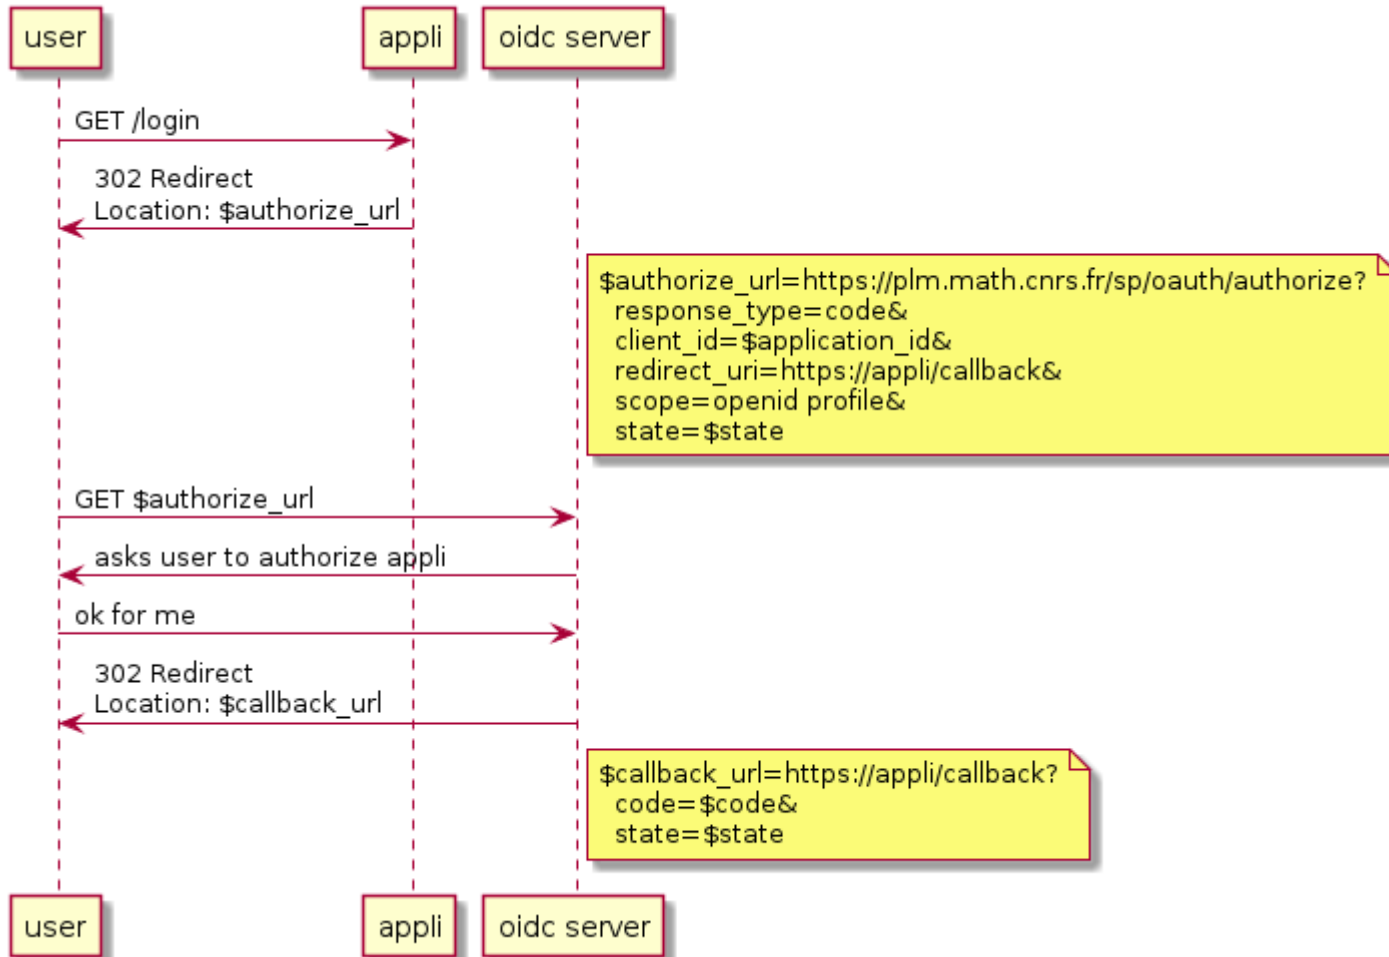 user appli oidc server
GET /login
302 Redirect
Location: $authorize_url
$authorize_url=https://plm.math.cnrs.fr/sp/oauth/authorize?
response_type=code&
client_id=$application_id&
redirect_uri=https://appli/callback&
scope=openid profile&
state=$state
GET $authorize_url
asks user to authorize appli
ok for me
302 Redirect
Location: $callback_url
$callback_url=https://appli/callback?
code=$code&
state=$state
user appli oidc server